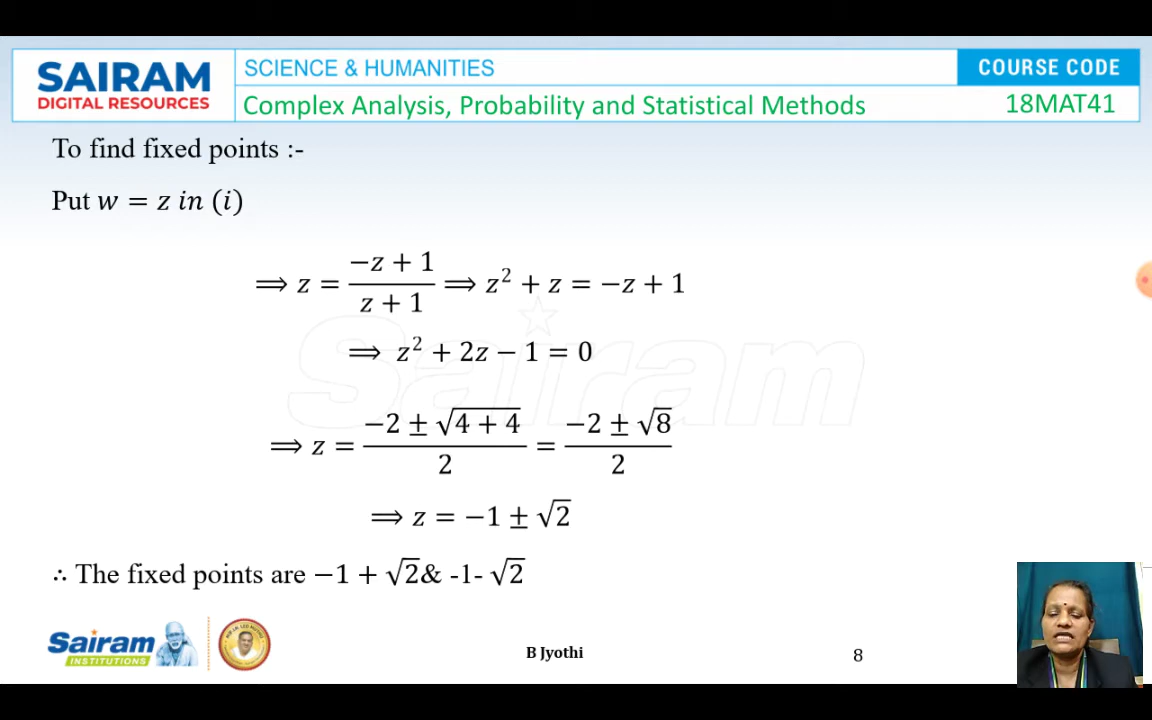 SAIRAM
DIGITAL RESOURCES
SCIENCE & HUMANITIES
COURSE CODE
Complex Analysis, Probability and Statistical Methods
18MAT41
To find fixed points :-
Put w = z in (i)
⟹ z = (−z + 1)/(z + 1) ⟹ z² + z = −z + 1
⟹ z² + 2z − 1 = 0
⟹ z = (−2 ± √(4 + 4))/2 = (−2 ± √8)/2
⟹ z = −1 ± √2
∴ The fixed points are −1 + √2& -1- √2
Sairam
Sairam
INSTITUTIONS
B Jyothi
8